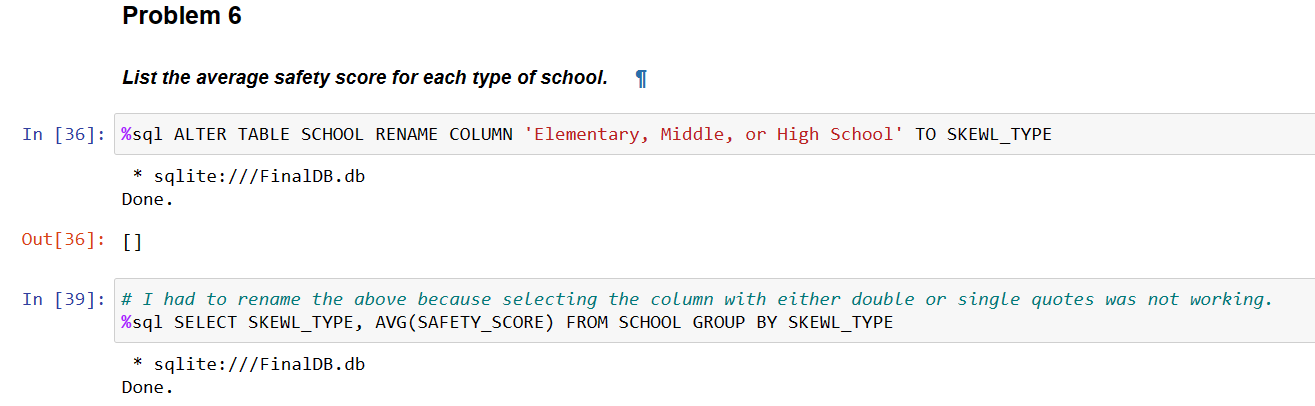 Problem 6
List the average safety score for each type of school. ¶
In [36]: %sql ALTER TABLE SCHOOL RENAME COLUMN 'Elementary, Middle, or High School' TO SKEWL_TYPE
* sqlite:///FinalDB.db
Done.
Out[36]: []
In [39]: # I had to rename the above because selecting the column with either double or single quotes was not working.
%sql SELECT SKEWL_TYPE, AVG(SAFETY_SCORE) FROM SCHOOL GROUP BY SKEWL_TYPE
* sqlite:///FinalDB.db
Done.